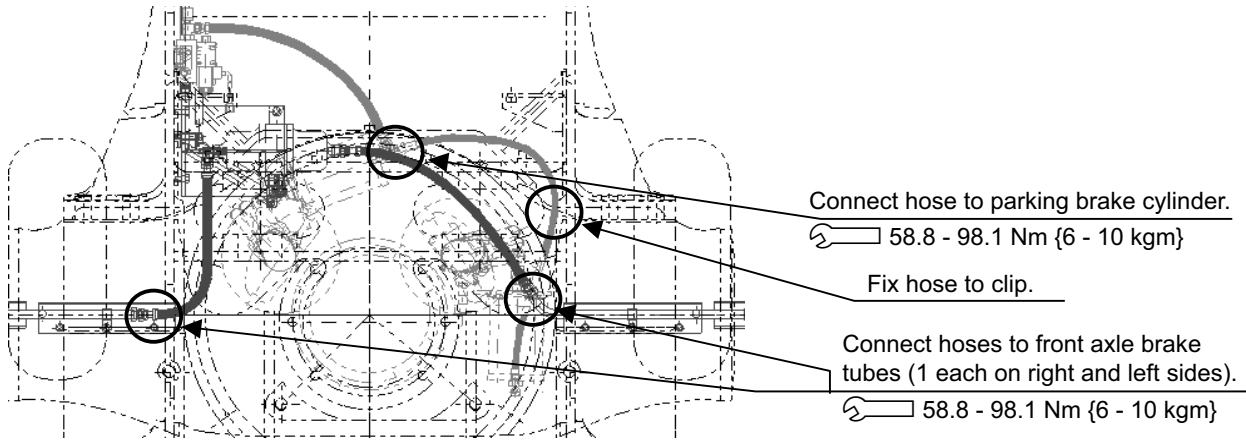 Connect hose to parking brake cylinder.
58.8 - 98.1 Nm {6 - 10 kgm}
Fix hose to clip.
Connect hoses to front axle brake
tubes (1 each on right and left sides).
58.8 - 98.1 Nm {6 - 10 kgm}